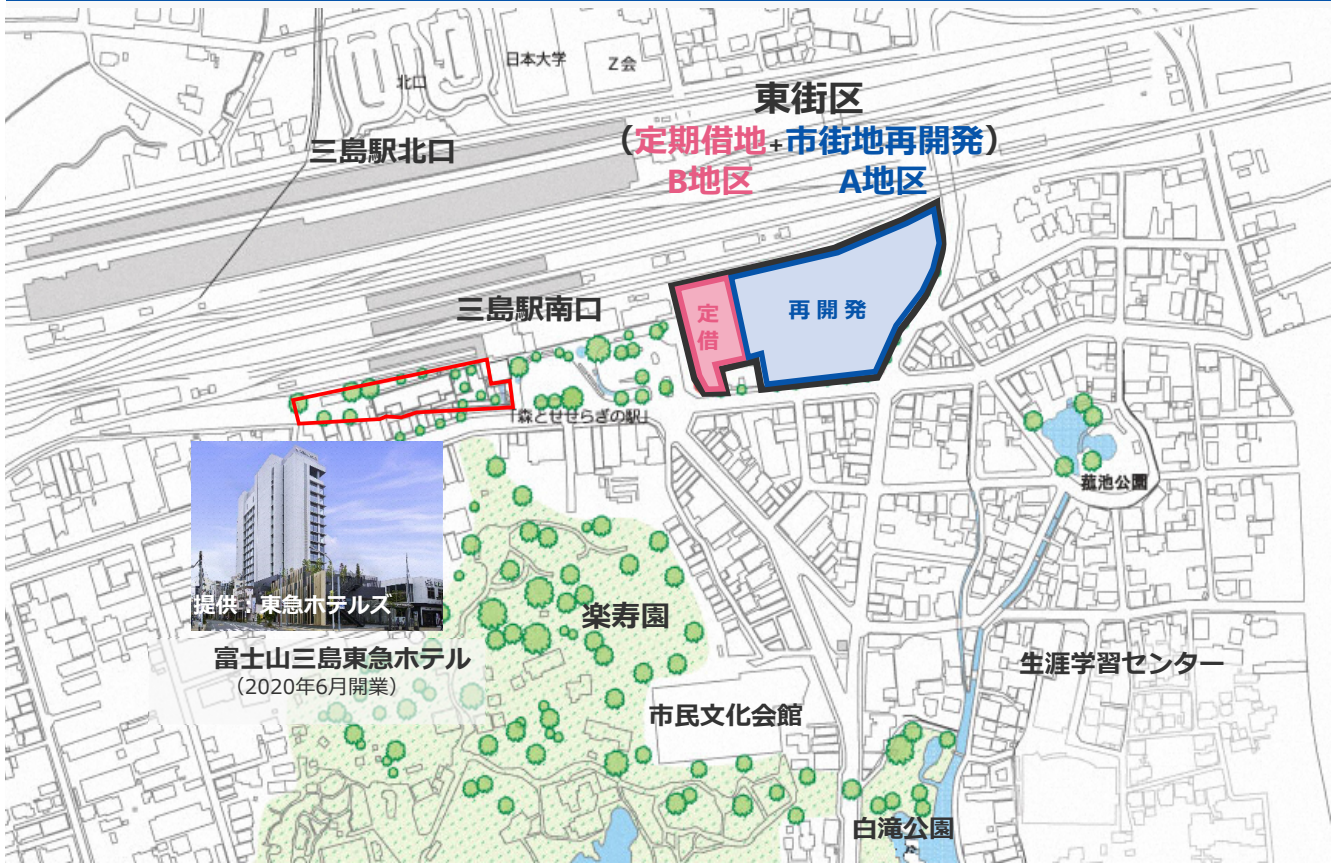 日本大学
Z会
北口
東街区
(定期借地+市街地再開発)
B地区
A地区
三島駅北口
三島駅南口
定借
再開発
「森とせせらぎの駅」
菰池公園
提供:東急ホテルズ
楽寿園
富士山三島東急ホテル
(2020年6月開業)
生涯学習センター
市民文化会館
白滝公園